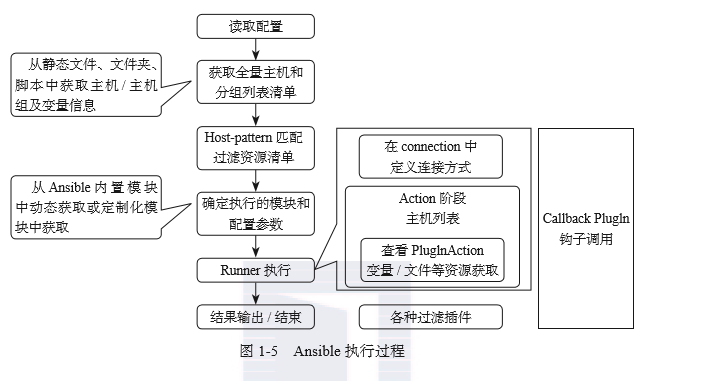 读取配置
从静态文件、文件夹、
脚本中获取主机/主机
组及变量信息
获取全量主机和
分组列表清单
Host-pattern 匹配
过滤资源清单
从 Ansible 内置模块
中动态获取或定制化模
块中获取
确定执行的模块和
配置参数
Runner 执行
结果输出/结束
在 connection 中
定义连接方式
Action 阶段
主机列表
查看 PluglnAction
变量/文件等资源获取
各种过滤插件
Callback Plugln
钩子调用
图 1-5 Ansible 执行过程